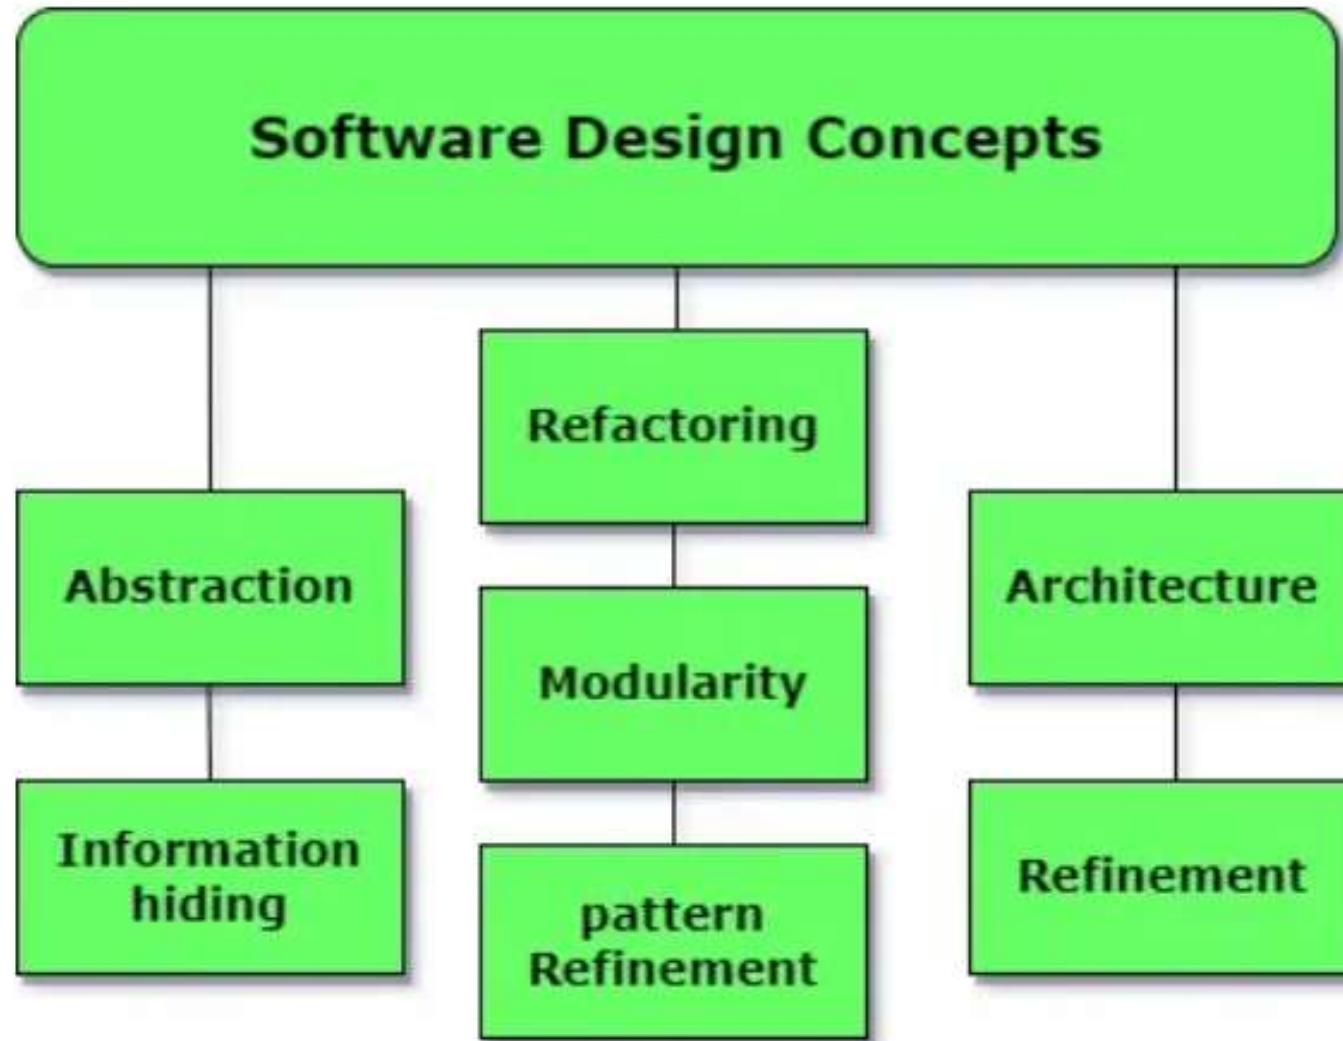 Software Design Concepts
Refactoring
Abstraction
Architecture
Modularity
Information
hiding
pattern
Refinement
Refinement